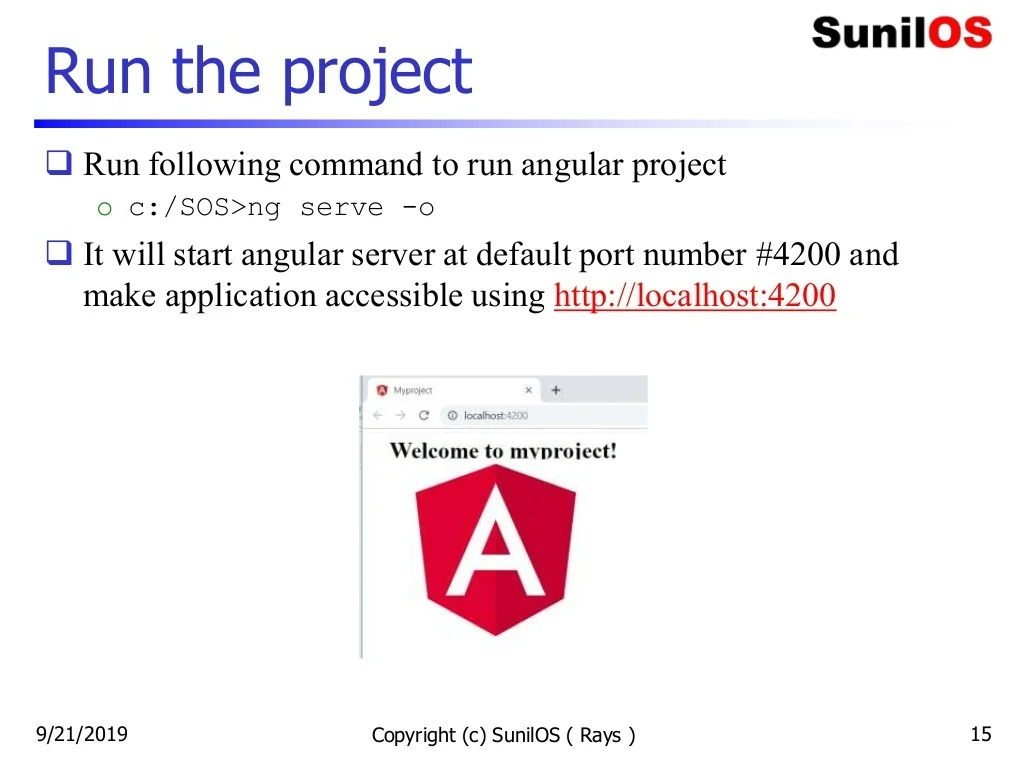 SunilOS
Run the project
Run following command to run angular project
c:/SOS>ng serve -o
It will start angular server at default port number #4200 and
make application accessible using http://localhost:4200
Myproject
localhost:4200
Welcome to myproject!
A
9/21/2019
Copyright (c) SunilOS ( Rays )
15